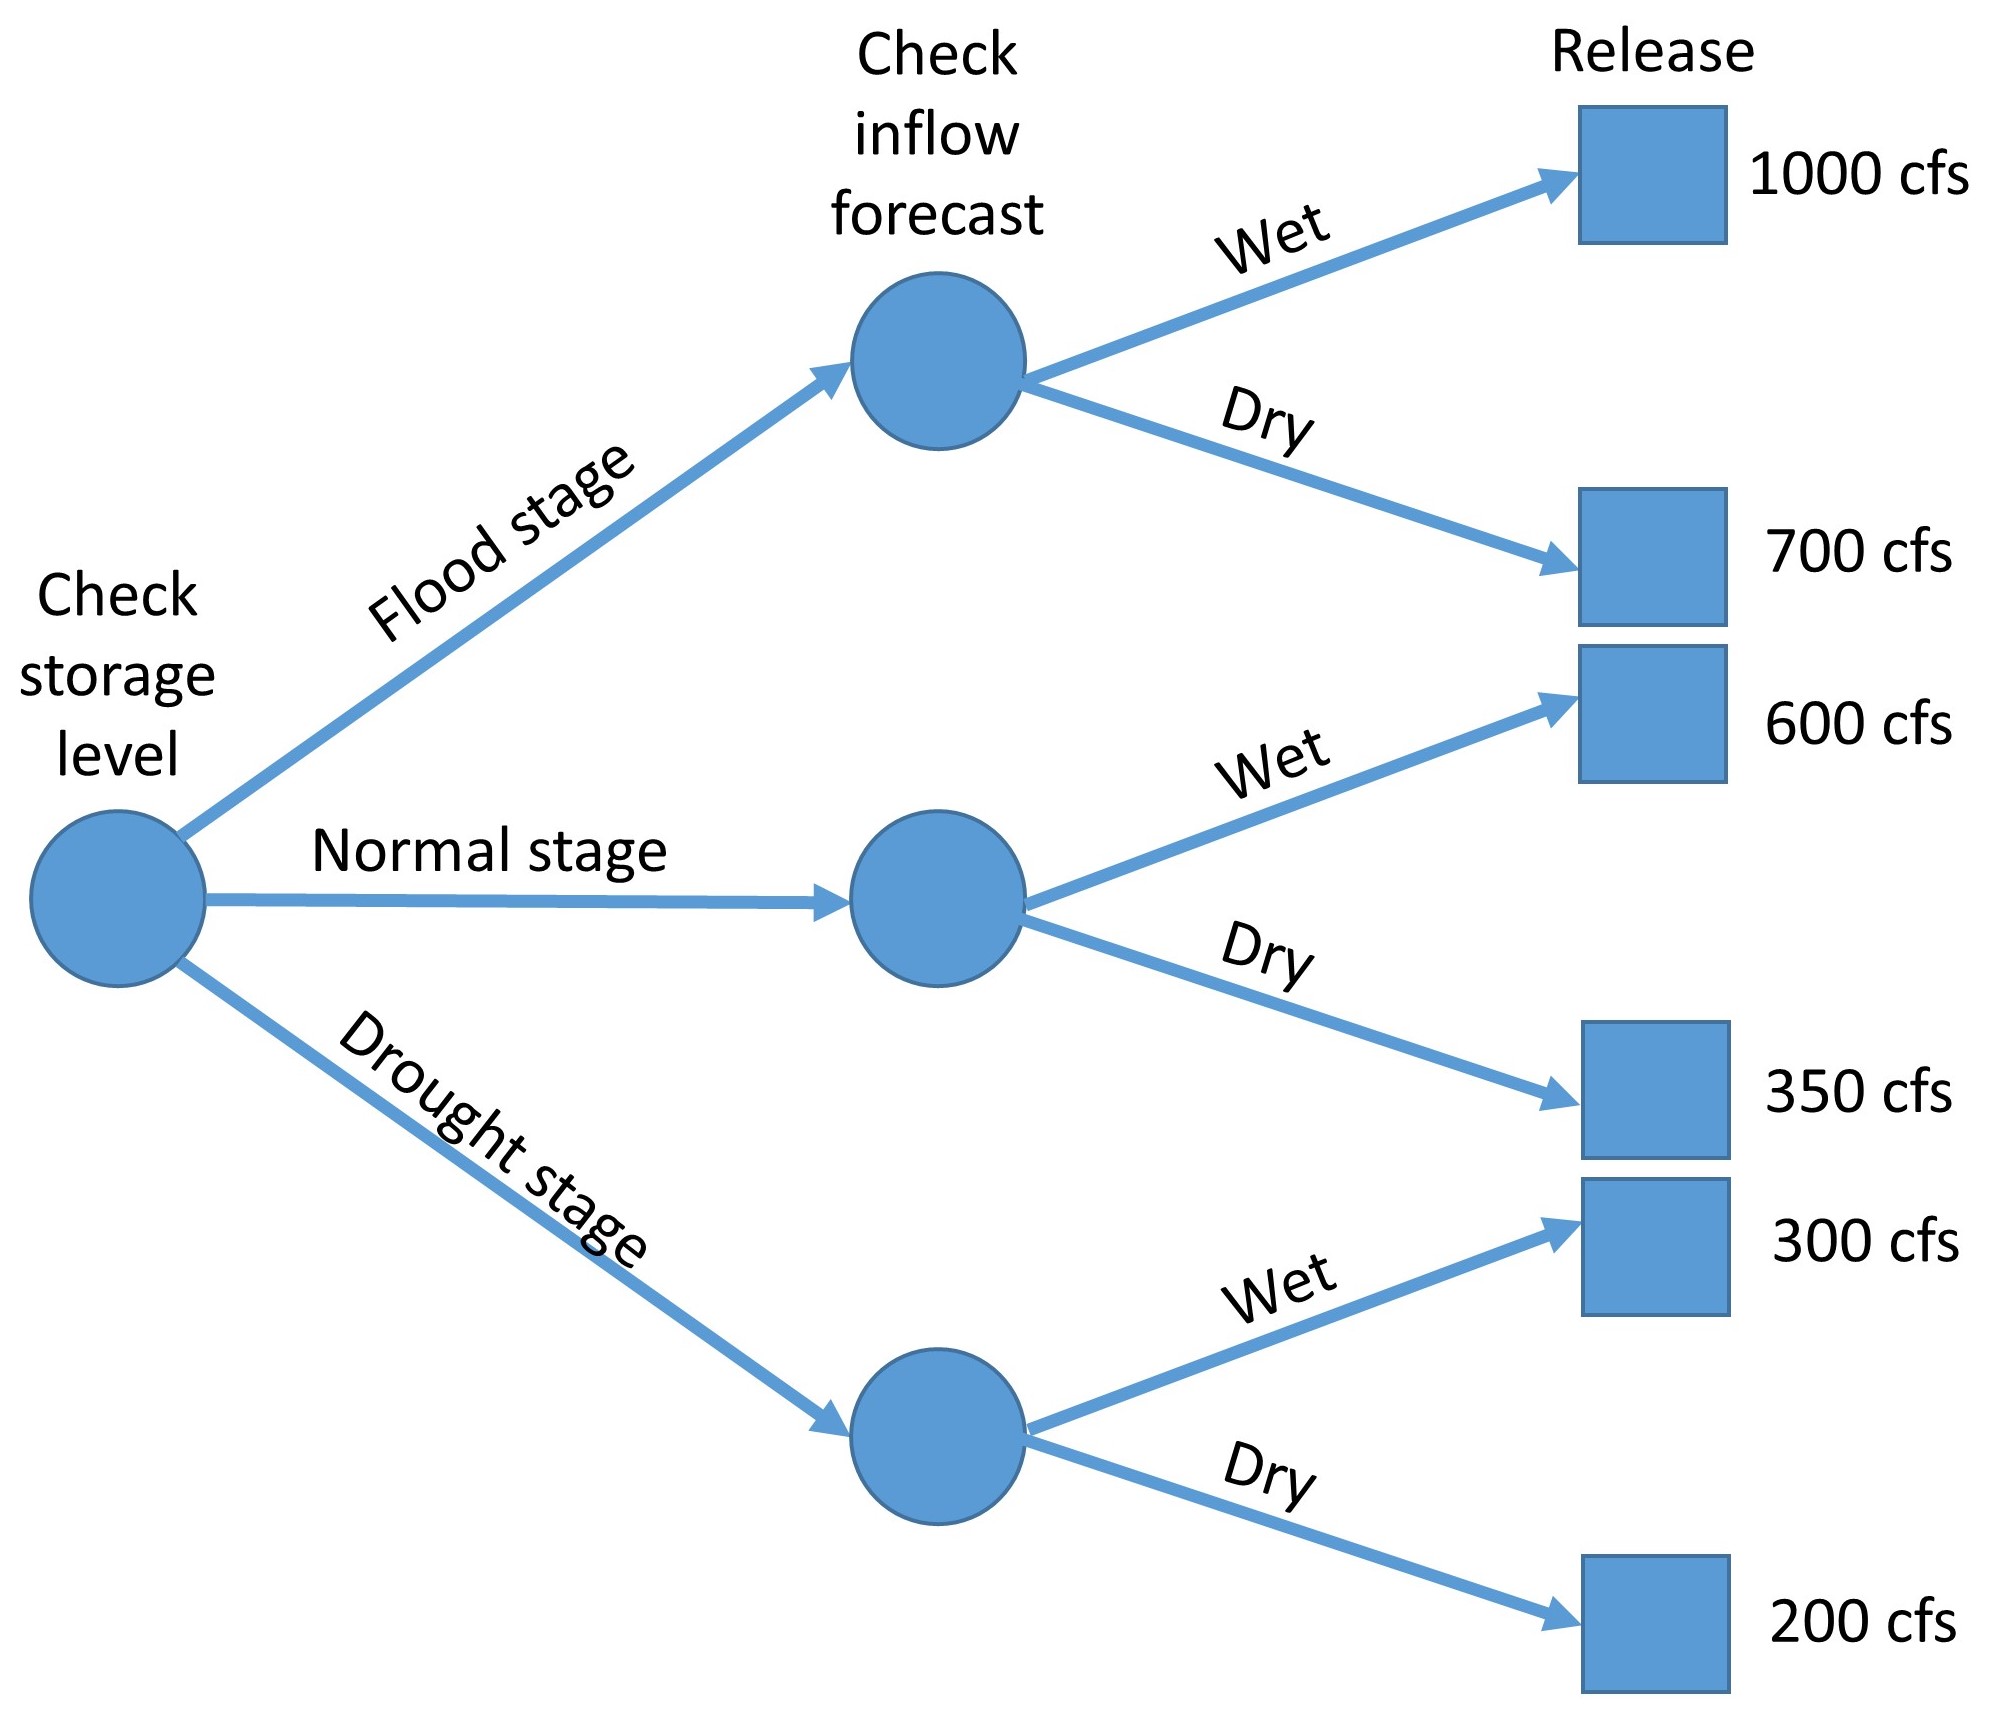 Check
storage
level
Flood stage
Normal stage
Drought stage
Check
inflow
forecast
Wet
Dry
Wet
Dry
Wet
Dry
Release
1000 cfs
700 cfs
600 cfs
350 cfs
300 cfs
200 cfs